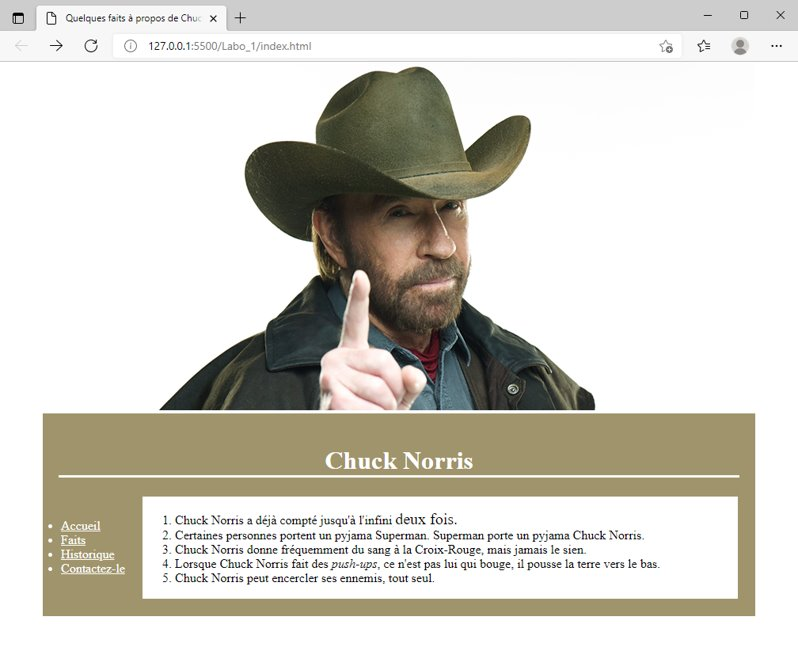 Quelques faits à propos de Chuc
127.0.0.1:5500/Labo_1/index.html
Chuck Norris
Accueil
Faits
Historique
Contactez-le
1. Chuck Norris a déjà compté jusqu'à l'infini deux fois.
2. Certaines personnes portent un pyjama Superman. Superman porte un pyjama Chuck Norris.
3. Chuck Norris donne fréquemment du sang à la Croix-Rouge, mais jamais le sien.
4. Lorsque Chuck Norris fait des push-ups, ce n'est pas lui qui bouge, il pousse la terre vers le bas.
5. Chuck Norris peut encercler ses ennemis, tout seul.